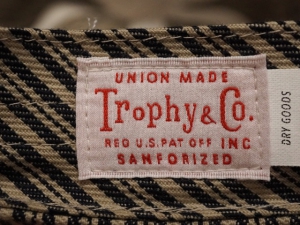 UNION MADE
Trophy & Co.
REG U.S. PAT OFF INC
SANFORIZED
DRY GOODS